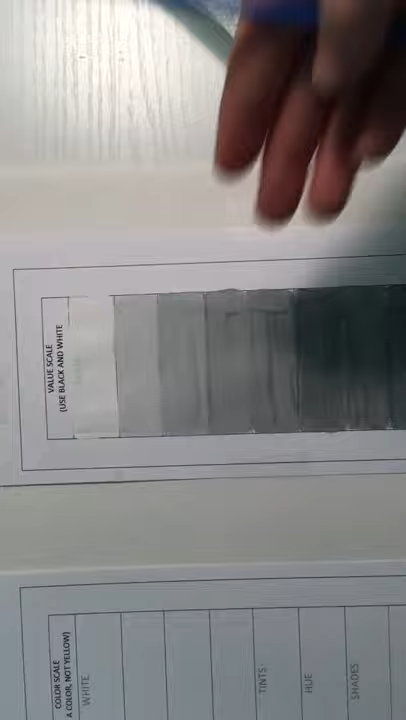 VALUE SCALE
(USE BLACK AND WHITE
COLOR SCALE
A COLOR, NOT YELLOW)
WHITE
TINTS
HUE
SHADES